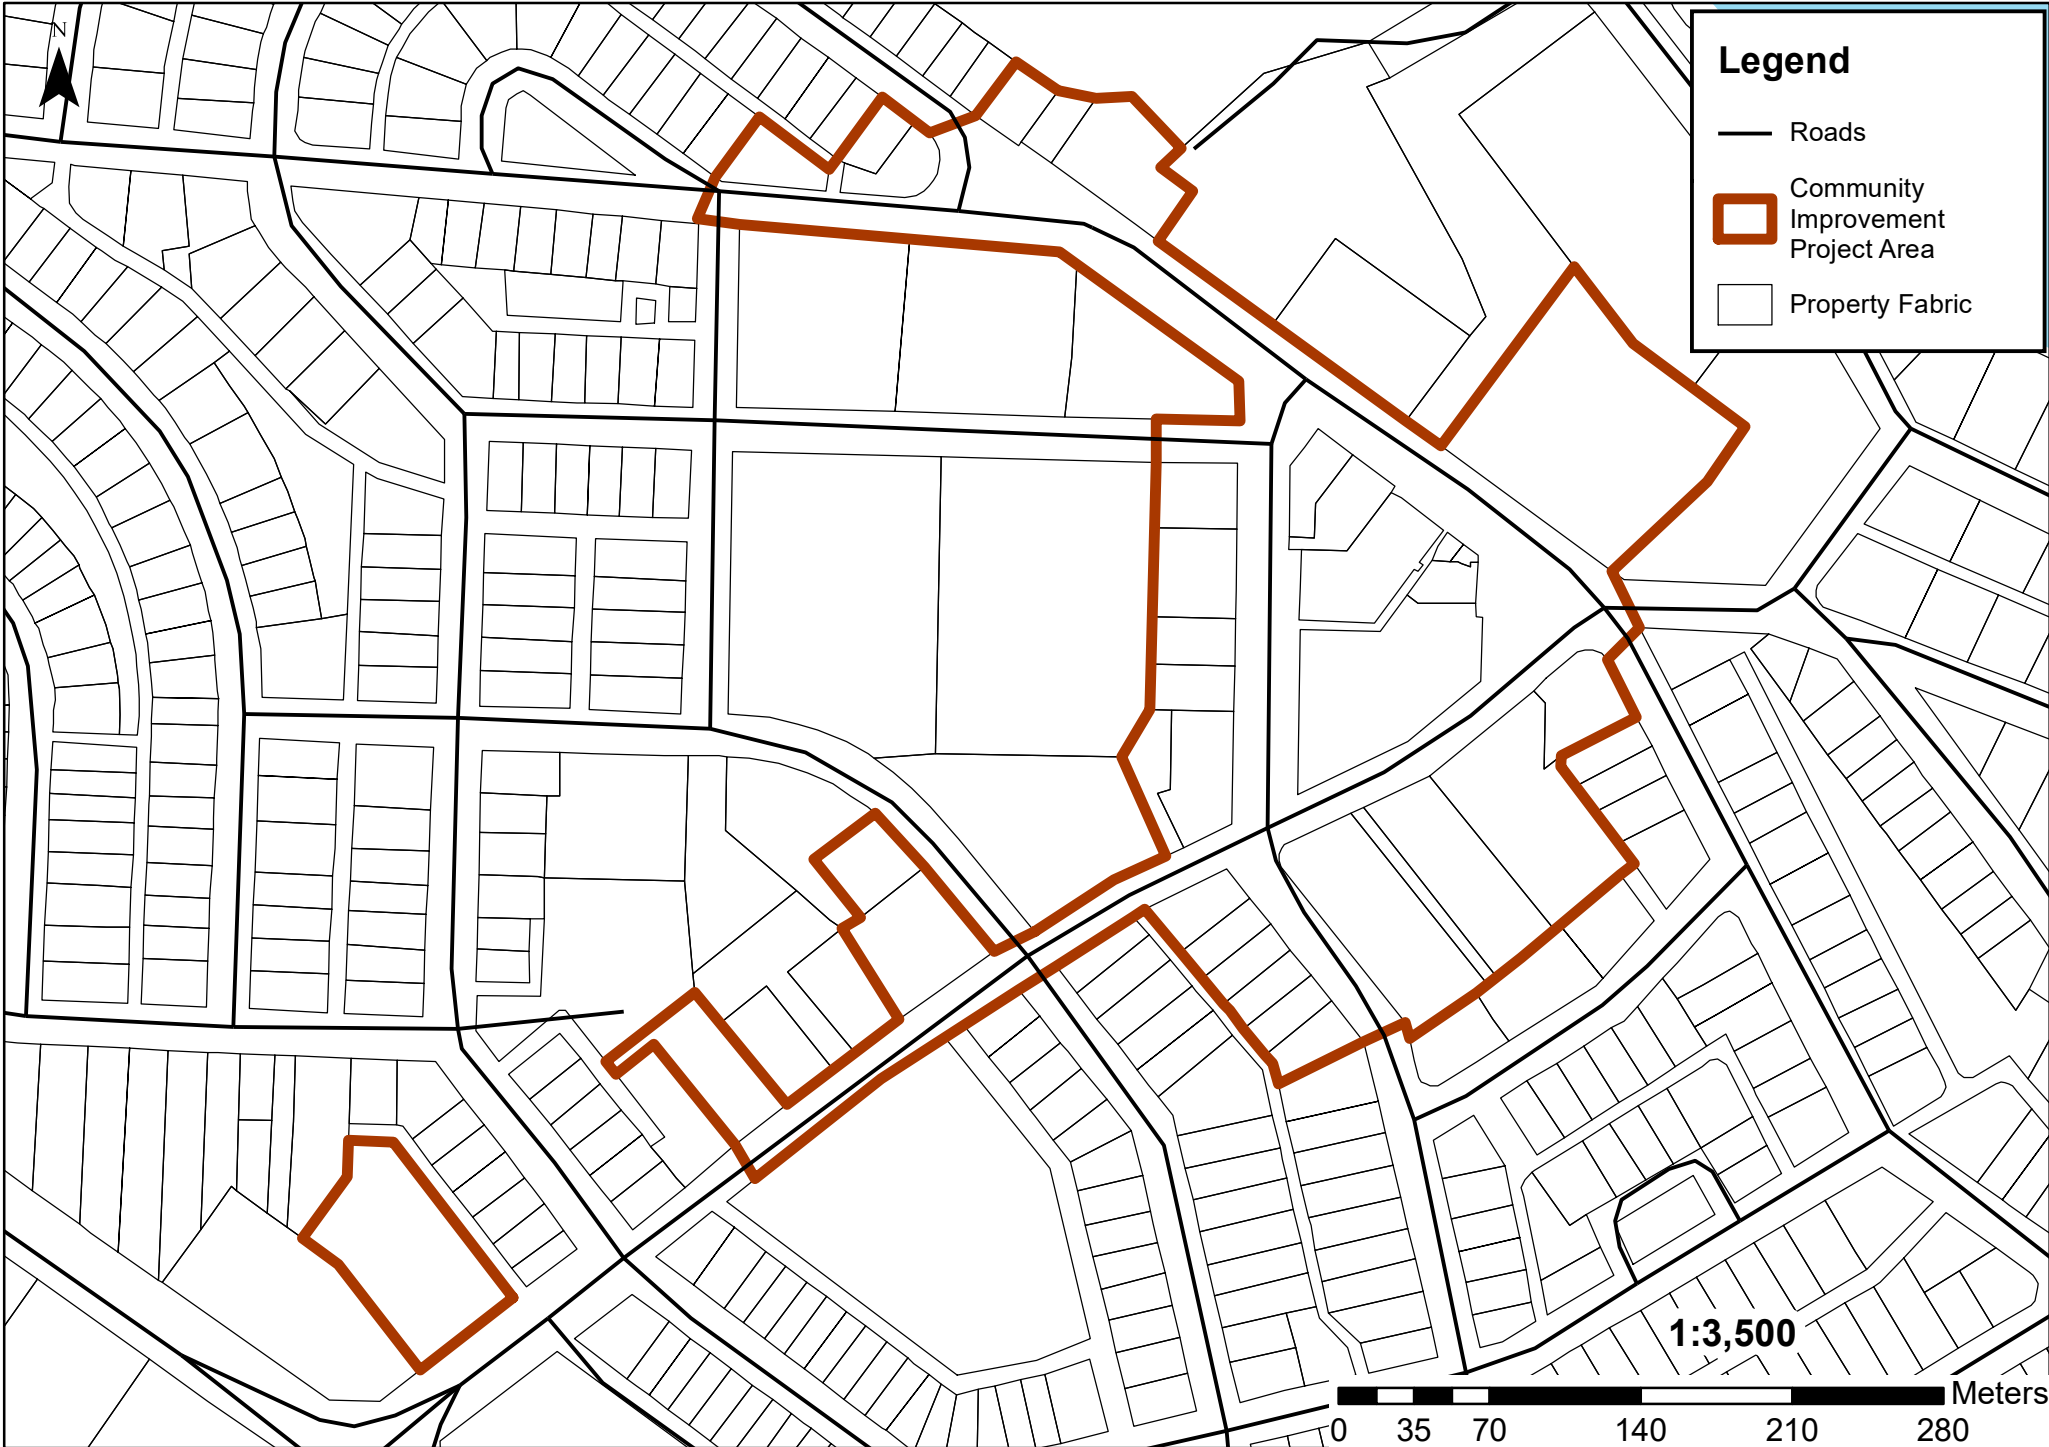 N
Legend
Roads
Community
Improvement
Project Area
Property Fabric
1:3,500
Meters
0 35 70 140 210 280